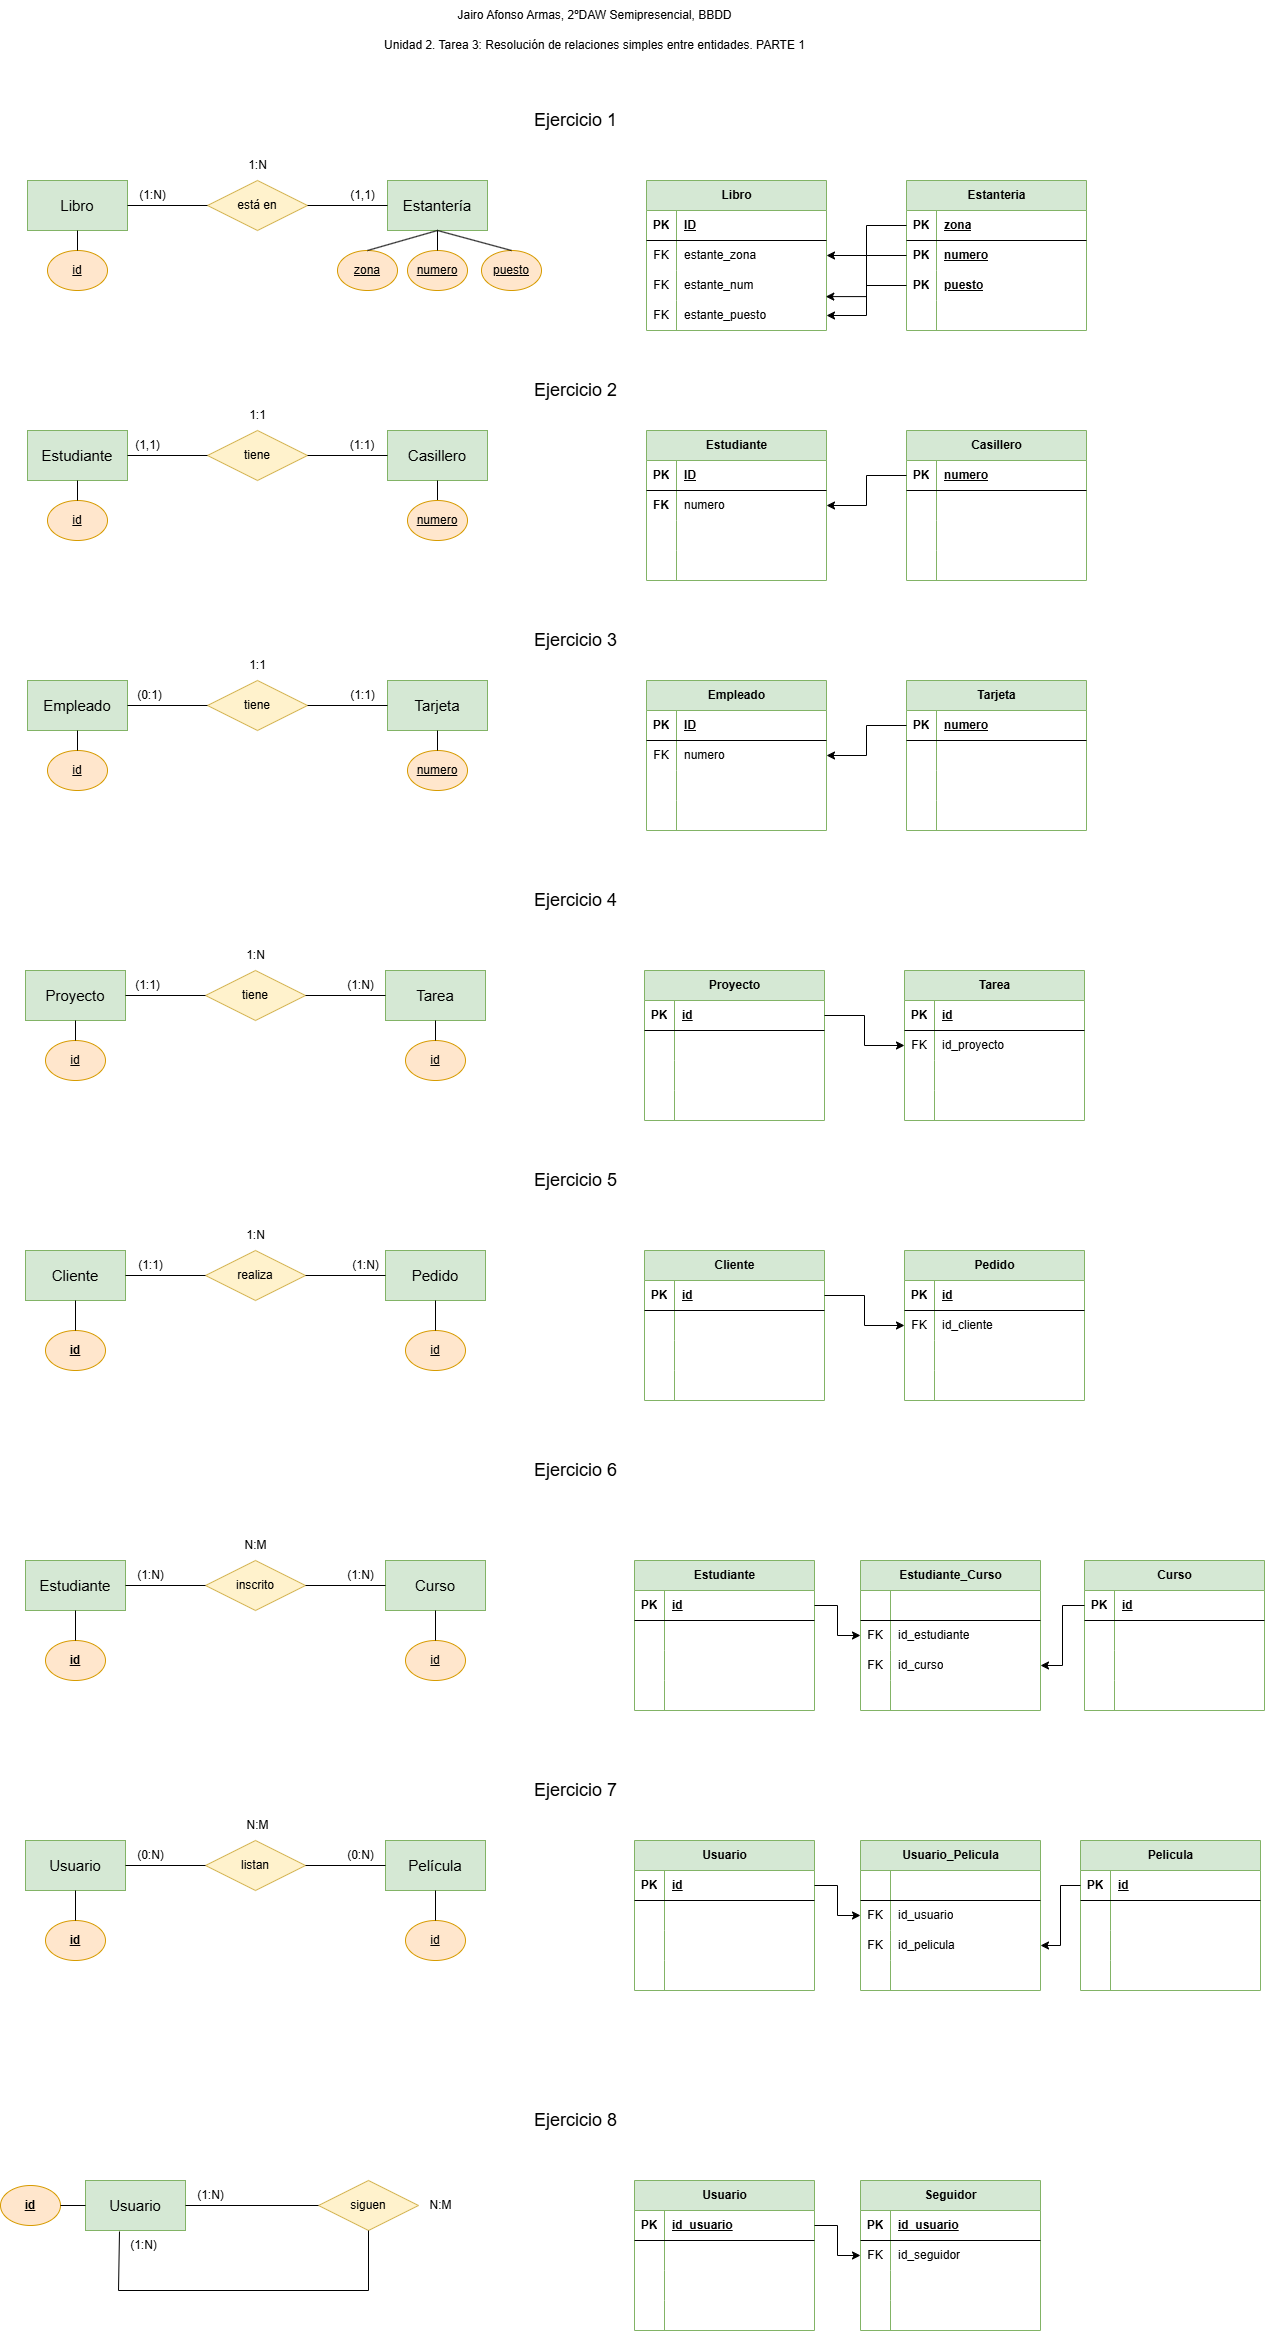 Jairo Afonso Armas, 2ºDAW Semipresencial, BBDD
Unidad 2. Tarea 3: Resolución de relaciones simples entre entidades. PARTE 1
Ejercicio 1
1:N
Libro (1:N) está en (1,1) Estantería
id zona numero puesto
Libro Estanteria
PK ID PK zona
FK estante_zona PK numero
FK estante_num PK puesto
FK estante_puesto
Ejercicio 2
1:1
Estudiante (1,1) tiene (1:1) Casillero
id numero
Estudiante Casillero
PK ID PK numero
FK numero
Ejercicio 3
1:1
Empleado (0:1) tiene (1:1) Tarjeta
id numero
Empleado Tarjeta
PK ID PK numero
FK numero
Ejercicio 4
1:N
Proyecto (1:1) tiene (1:N) Tarea
id id
Proyecto Tarea
PK id PK id
FK id_proyecto
Ejercicio 5
1:N
Cliente (1:1) realiza (1:N) Pedido
id id
Cliente Pedido
PK id PK id
FK id_cliente
Ejercicio 6
N:M
Estudiante (1:N) inscrito (1:N) Curso
id id
Estudiante Estudiante_Curso Curso
PK id PK id
FK id_estudiante
FK id_curso
Ejercicio 7
N:M
Usuario (0:N) listan (0:N) Película
id id
Usuario Usuario_Pelicula Pelicula
PK id PK id
FK id_usuario
FK id_pelicula
Ejercicio 8
id Usuario (1:N) siguen N:M
(1:N)
Usuario Seguidor
PK id_usuario PK id_usuario
FK id_seguidor